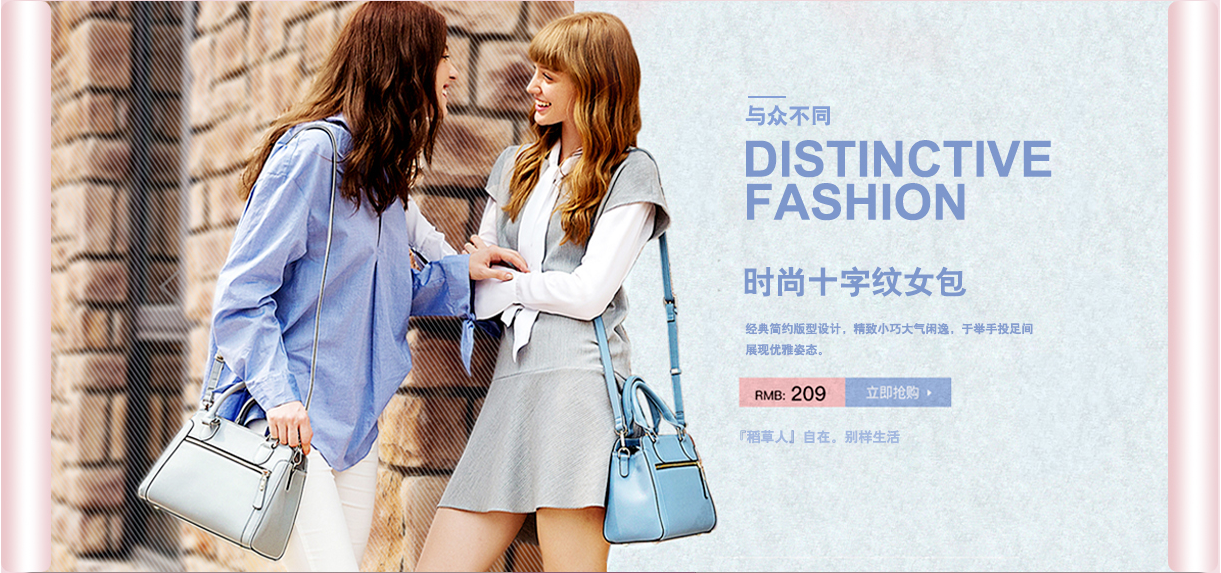 与众不同
DISTINCTIVE
FASHION
时尚十字纹女包
经典简约版型设计，精致小巧大气闲逸，于举手投足间
展现优雅姿态。
RMB: 209 立即抢购
『稻草人』自在。别样生活